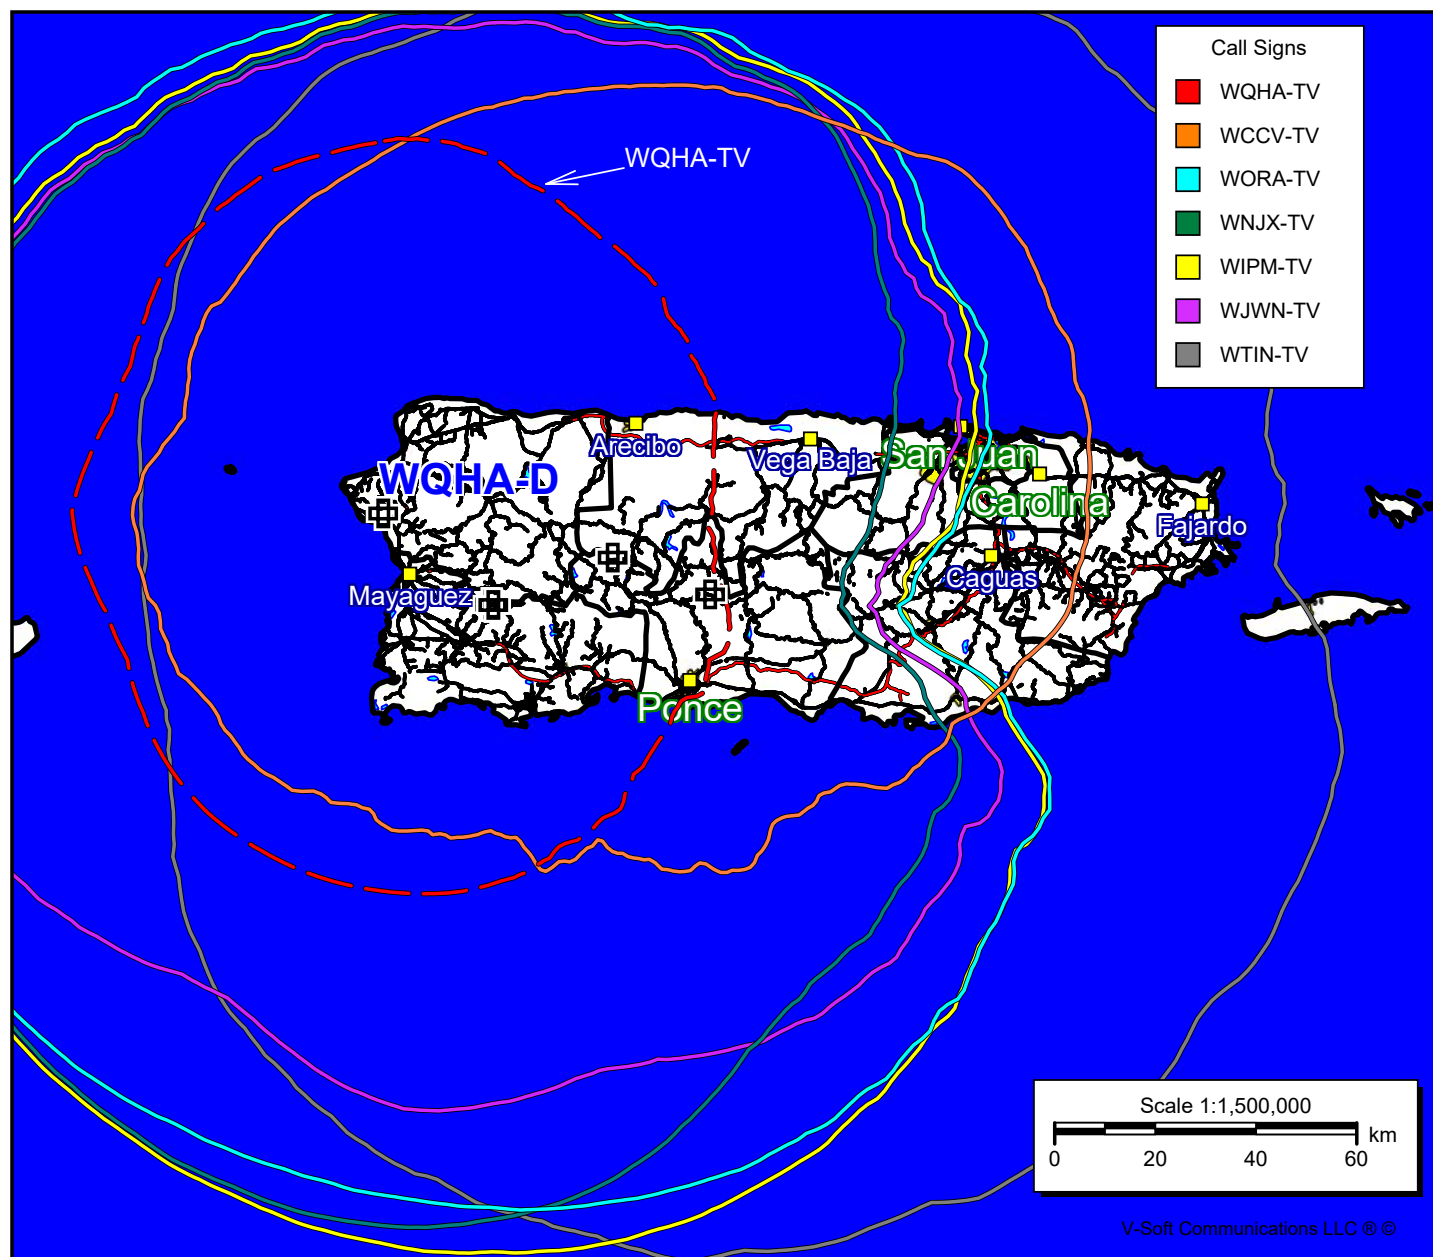 Call Signs
WQHA-TV
WCCV-TV
WORA-TV
WNJX-TV
WIPM-TV
WJWN-TV
WTIN-TV
WQHA-TV
Arecibo
Vega Baja
San Juan
WQHA-D
Carolina
Fajardo
Mayaguez
Caguas
Ponce
Scale 1:1,500,000
km
0 20 40 60
V-Soft Communications LLC ® ©